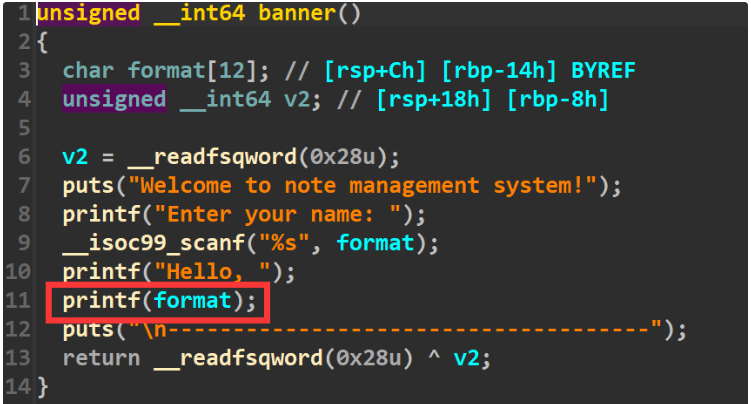 1 unsigned __int64 banner()
2 {
3   char format[12]; // [rsp+Ch] [rbp-14h] BYREF
4   unsigned __int64 v2; // [rsp+18h] [rbp-8h]
5
6   v2 = __readfsqword(0x28u);
7   puts("Welcome to note management system!");
8   printf("Enter your name: ");
9   __isoc99_scanf("%s", format);
10   printf("Hello, ");
11   printf(format);
12   puts("\n-------------------------------------");
13   return __readfsqword(0x28u) ^ v2;
14 }